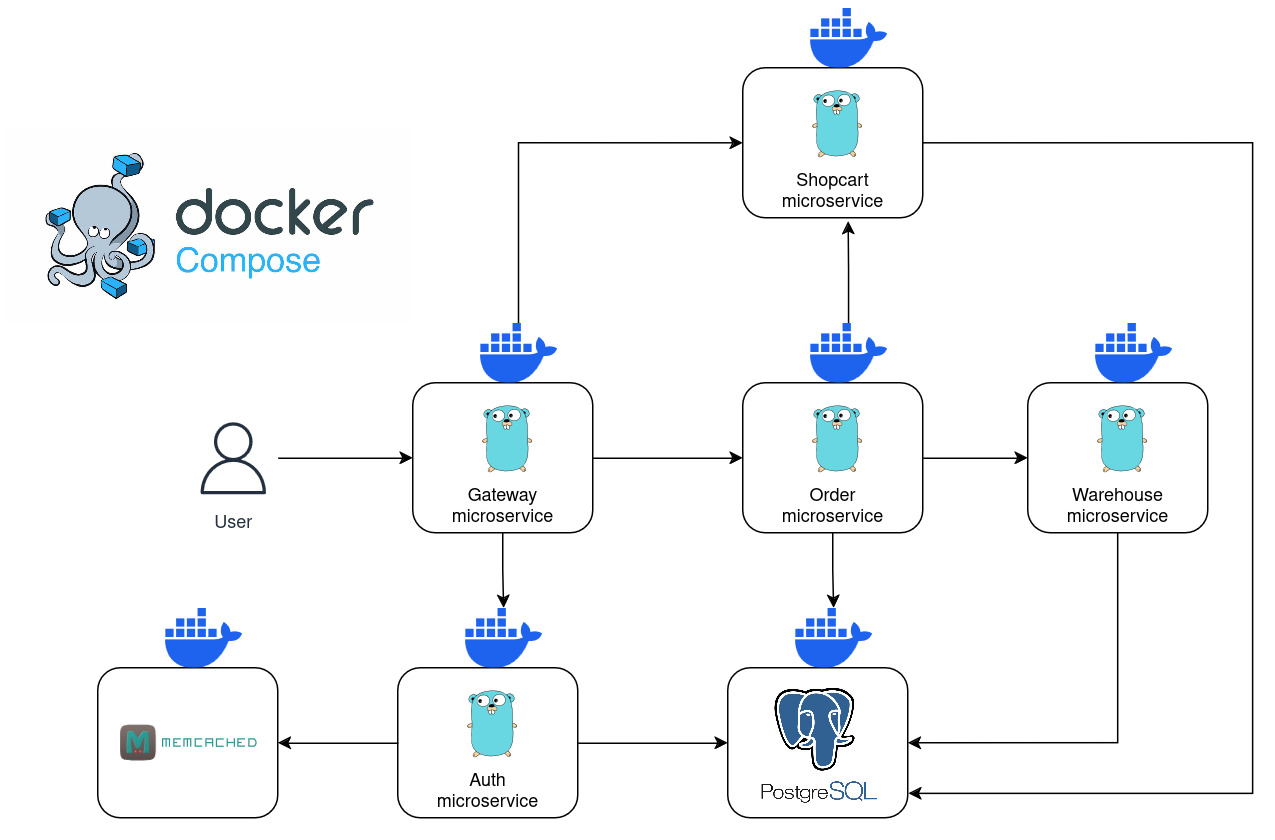 Shopcart
microservice
docker
Compose
Gateway
microservice
Order
microservice
Warehouse
microservice
User
MEMCACHED
Auth
microservice
PostgreSQL